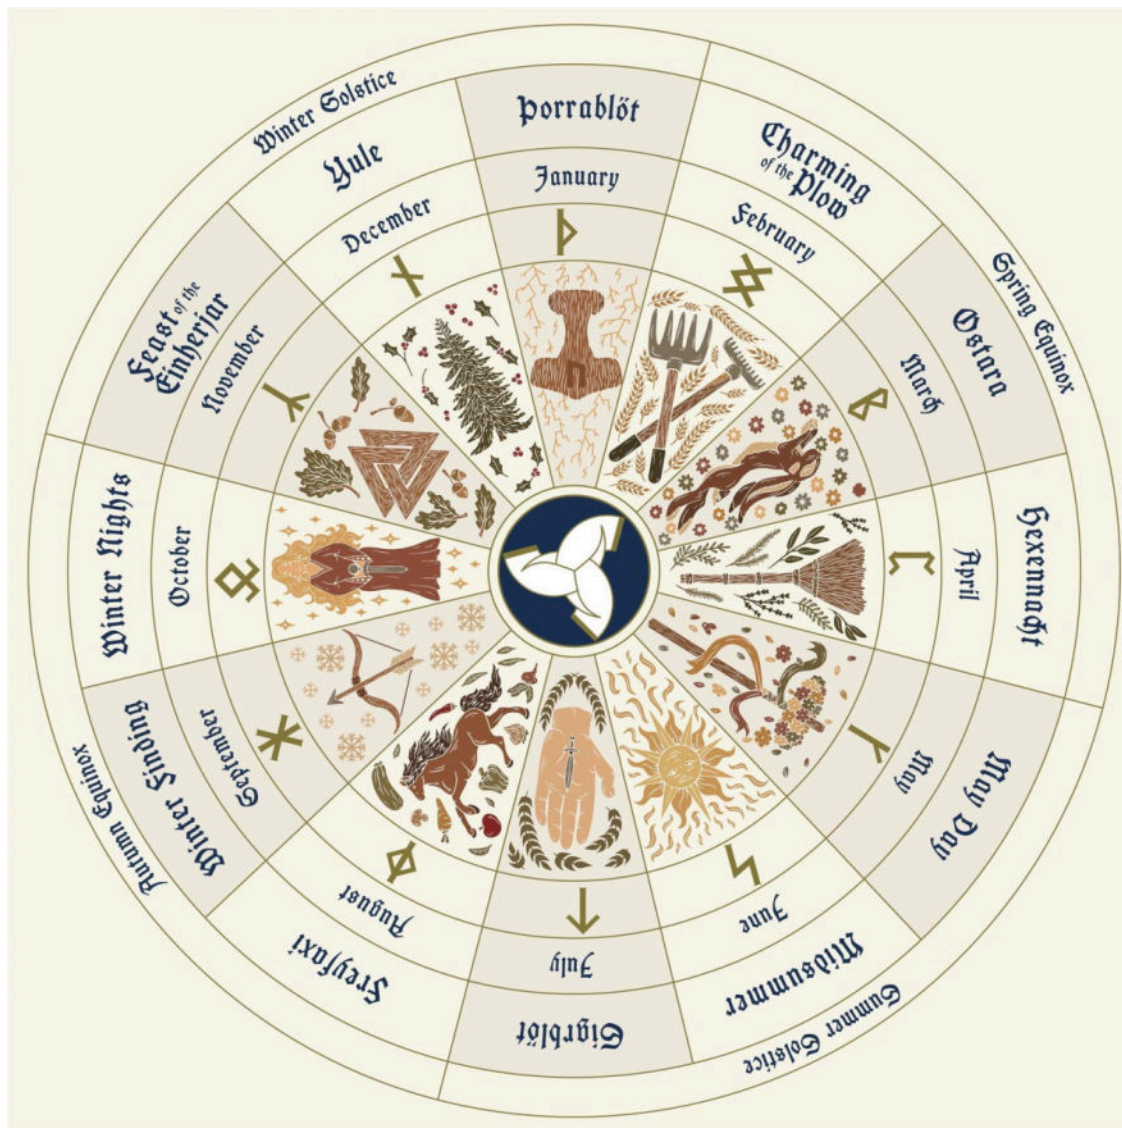 Winter Solstice
Yule
December
Þorrablöt
January
Charming
of the Plow
February
Spring Equinox
Ostara
March
Hexennacht
April
May Day
May
Summer Solstice
Midsummer
June
Sigrblöt
July
Freyfaxi
August
Autumn Equinox
Winter Finding
September
Winter Nights
October
Feast of the
Einherjar
November